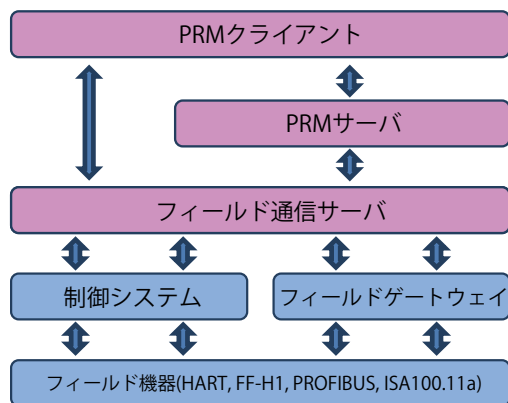 PRMクライアント
PRMサーバ
フィールド通信サーバ
制御システム
フィールドゲートウェイ
フィールド機器(HART, FF-H1, PROFIBUS, ISA100.11a)